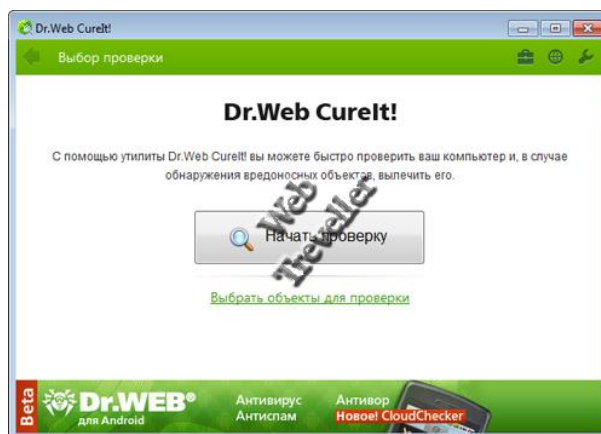 Dr.Web CureIt!
Выбор проверки
Dr.Web CureIt!
С помощью утилиты Dr.Web CureIt! вы можете быстро проверить ваш компьютер и, в случае
обнаружения вредоносных объектов, вылечить его.
Web
Treveller
Начать проверку
Выбрать объекты для проверки
Beta
Dr.WEB®
для Android
Антивирус
Антиспам
Антивор
Новое! CloudChecker